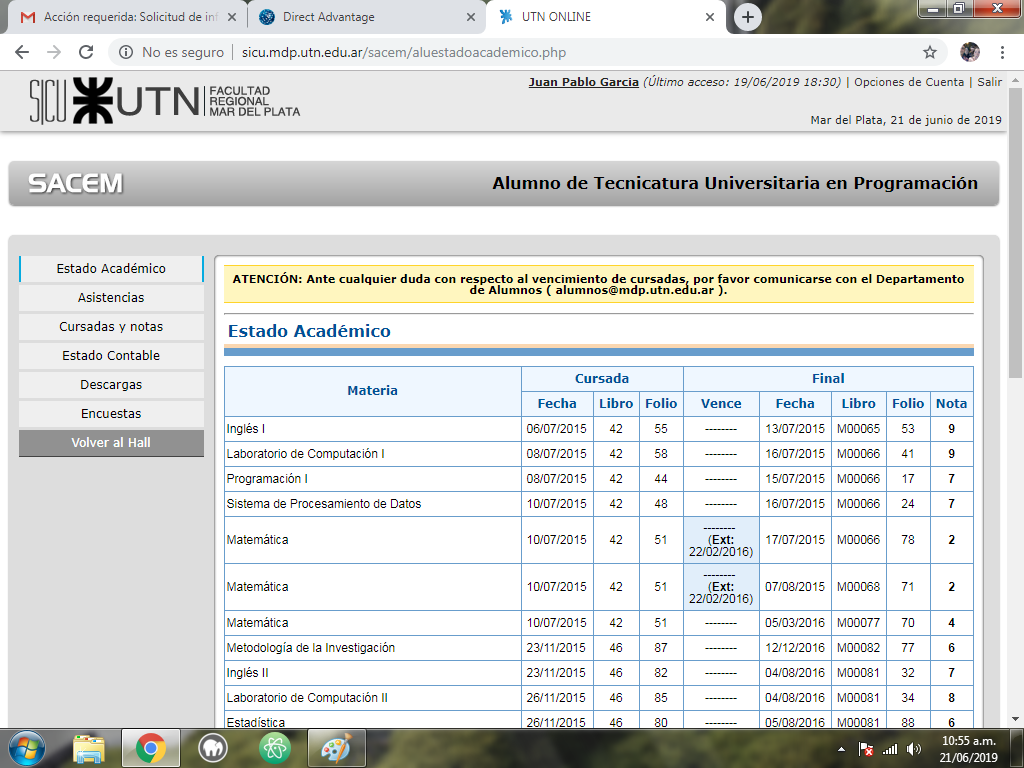 Acción requerida: Solicitud de inf
Direct Advantage
UTN ONLINE
No es seguro | sicu.mdp.utn.edu.ar/sacem/aluestadoacademico.php
SICU UTN FACULTAD REGIONAL MAR DEL PLATA
Juan Pablo Garcia (Último acceso: 19/06/2019 18:30) | Opciones de Cuenta | Salir
Mar del Plata, 21 de junio de 2019
SACEM
Alumno de Tecnicatura Universitaria en Programación
Estado Académico
Asistencias
Cursadas y notas
Estado Contable
Descargas
Encuestas
Volver al Hall
ATENCIÓN: Ante cualquier duda con respecto al vencimiento de cursadas, por favor comunicarse con el Departamento
de Alumnos ( alumnos@mdp.utn.edu.ar ).
Estado Académico
Materia Cursada Final
Fecha Libro Folio Vence Fecha Libro Folio Nota
Inglés I 06/07/2015 42 55 -------- 13/07/2015 M00065 53 9
Laboratorio de Computación I 08/07/2015 42 58 -------- 16/07/2015 M00066 41 9
Programación I 08/07/2015 42 44 -------- 15/07/2015 M00066 17 7
Sistema de Procesamiento de Datos 10/07/2015 42 48 -------- 16/07/2015 M00066 24 7
Matemática 10/07/2015 42 51 -------- (Ext: 22/02/2016) 17/07/2015 M00066 78 2
Matemática 10/07/2015 42 51 -------- (Ext: 22/02/2016) 07/08/2015 M00068 71 2
Matemática 10/07/2015 42 51 -------- 05/03/2016 M00077 70 4
Metodología de la Investigación 23/11/2015 46 87 -------- 12/12/2016 M00082 77 6
Inglés II 23/11/2015 46 82 -------- 04/08/2016 M00081 32 7
Laboratorio de Computación II 26/11/2015 46 85 -------- 04/08/2016 M00081 34 8
Estadística 26/11/2015 46 80 -------- 05/08/2016 M00081 88 6
10:55 a.m.
21/06/2019